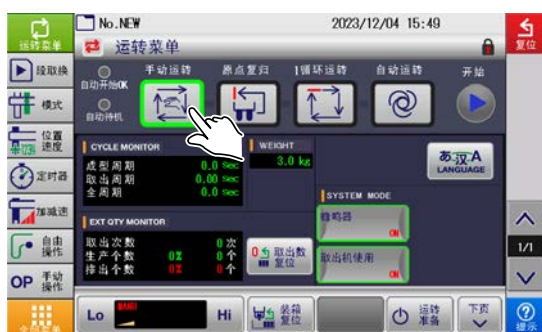 运转菜单
No.NEW 2023/12/04 15:49
复位
运转菜单
段取换
模式
位置
速度
定时器
加减速
自由
操作
OP 手动
操作
自动开始OK
自动待机
手动运转
原点复归
1循环运转
自动运转
开始
CYCLE MONITOR
成型周期 0.0 Sec
取出周期 0.00 Sec
全周期 0.0 Sec
WEIGHT
3.0 kg
あ汉A
LANGUAGE
SYSTEM MODE
蜂鸣器
ON
取出机使用
ON
EXT QTY MONITOR
取出次数 0次
生产个数 0% 0个
排出个数 0% 0个
取出数
复位
1/1
Lo
Hi
装箱
复位
运转
准备
下页
提示